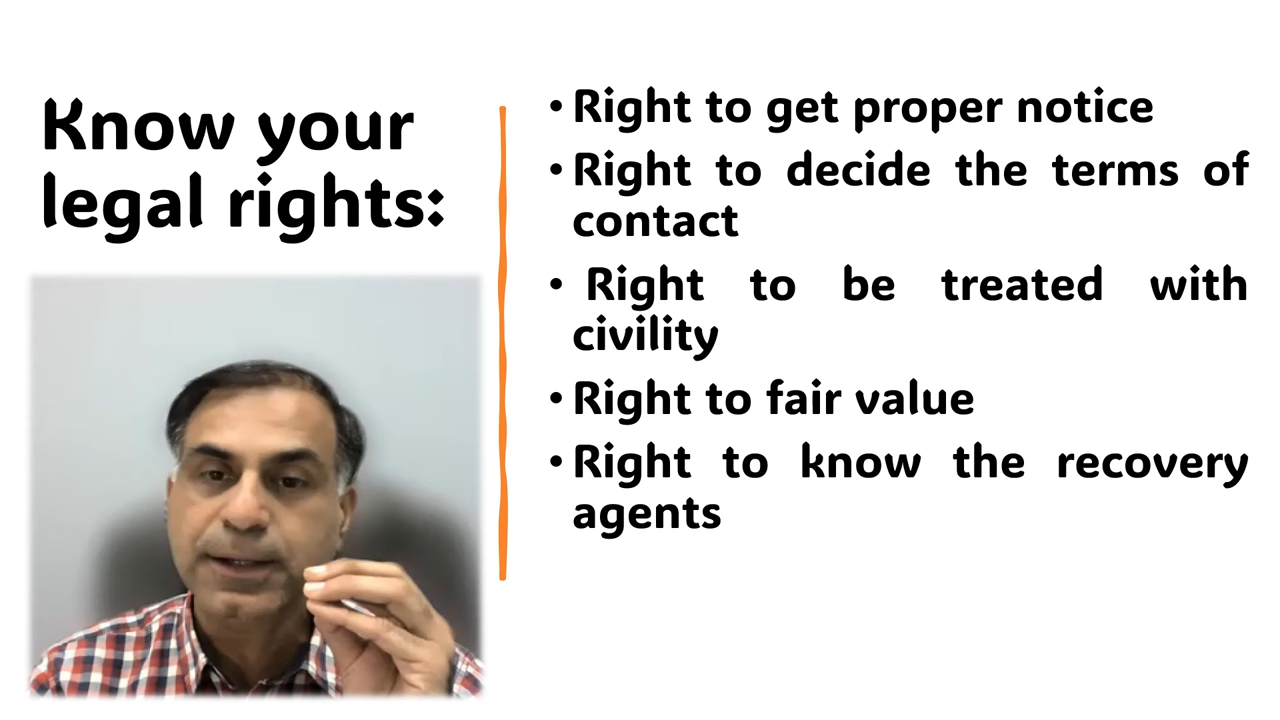 Know your
legal rights:
• Right to get proper notice
• Right to decide the terms of
contact
• Right to be treated with
civility
• Right to fair value
• Right to know the recovery
agents